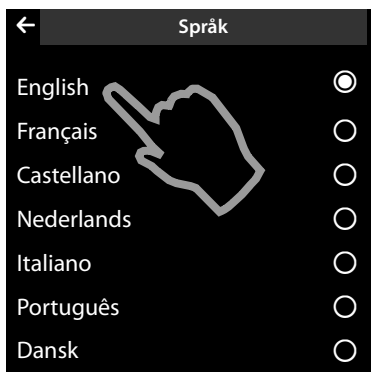 Språk
English
Français
Castellano
Nederlands
Italiano
Português
Dansk